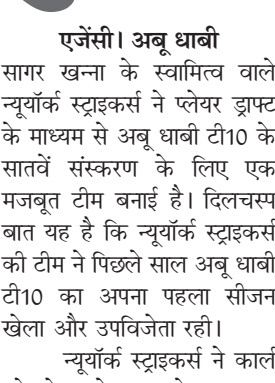 एजेंसी। अबू धाबी
सागर खन्ना के स्वामित्व वाले
न्यूयॉर्क स्ट्राइकर्स ने प्लेयर ड्राफ्ट
के माध्यम से अबू धाबी टी10 के
सातवें संस्करण के लिए एक
मजबूत टीम बनाई है। दिलचस्प
बात यह है कि न्यूयॉर्क स्ट्राइकर्स
की टीम ने पिछले साल अबू धाबी
टी10 का अपना पहला सीजन
खेला और उपविजेता रही।
न्यूयॉर्क स्ट्राइकर्स ने कार्ल